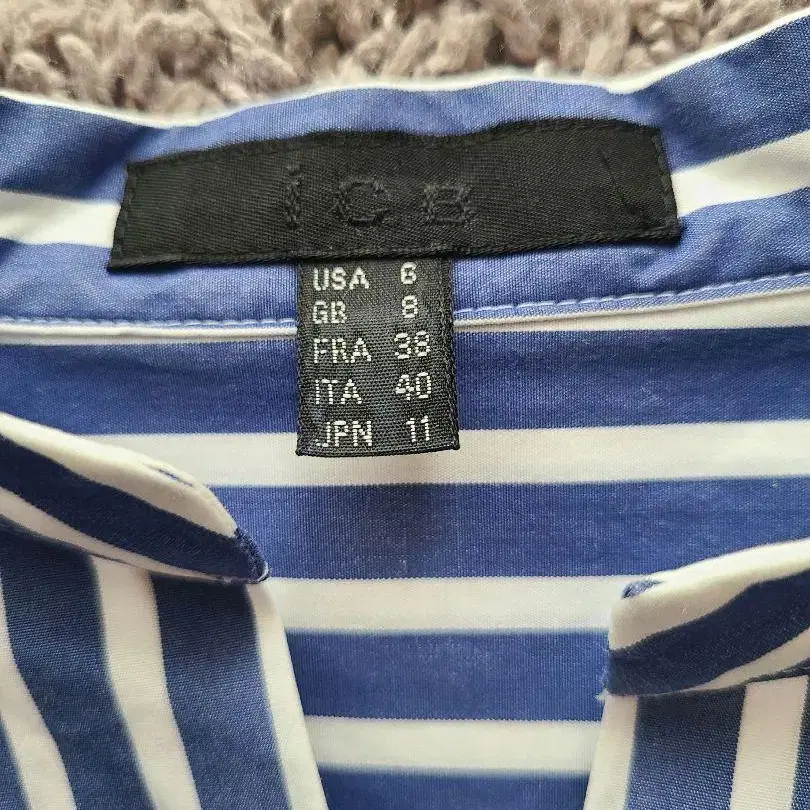 iCB
USA 6
GB 8
FRA 38
ITA 40
JPN 11